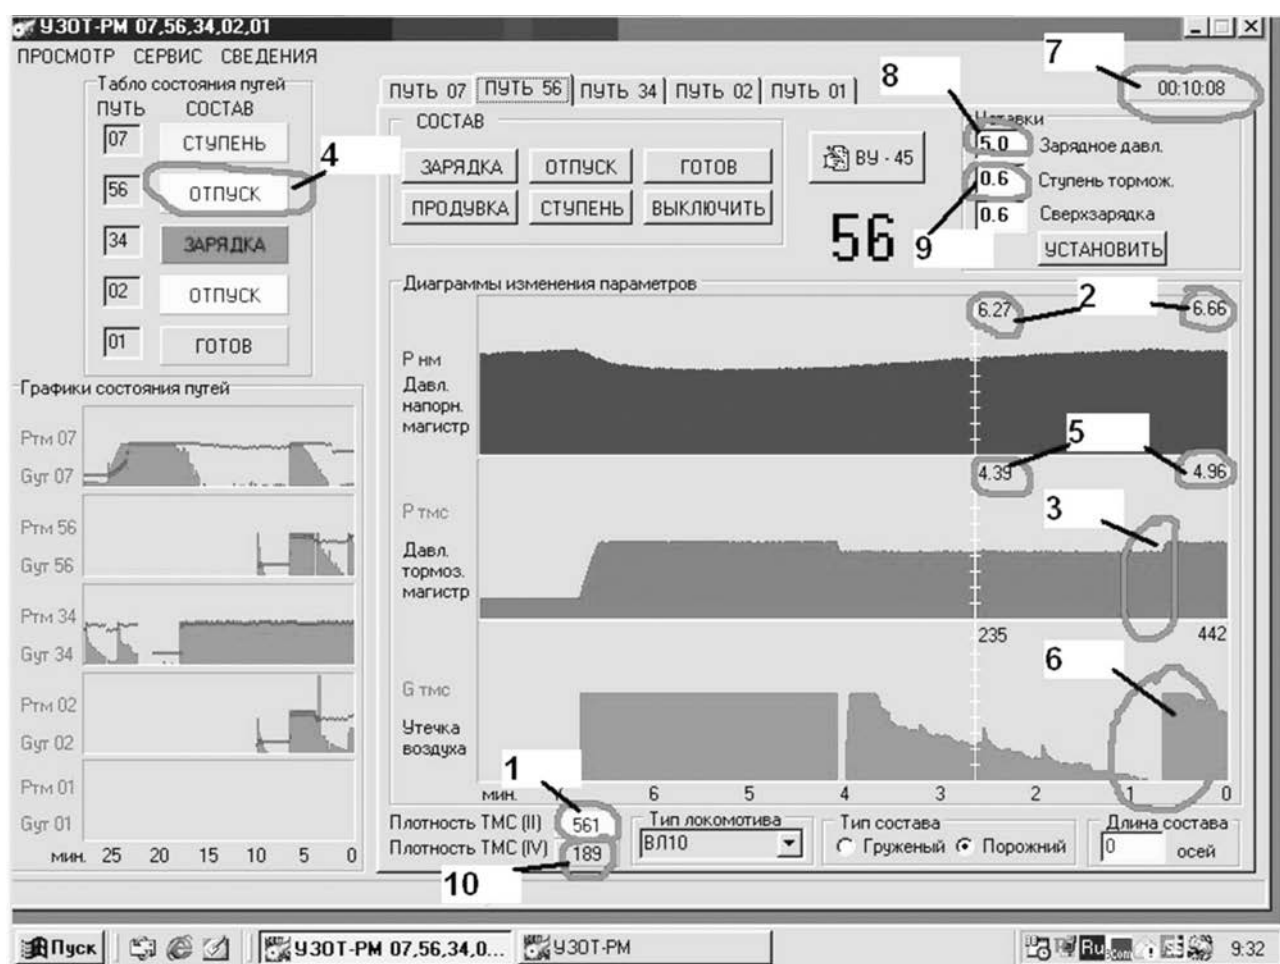 УЗОТ-РМ 07,56,34,02,01
ПРОСМОТР СЕРВИС СВЕДЕНИЯ
Табло состояния путей
ПУТЬ СОСТАВ
07 СТУПЕНЬ
56 ОТПУСК
34 ЗАРЯДКА
02 ОТПУСК
01 ГОТОВ
4
Графики состояния путей
Pтм 07
Gут 07
Pтм 56
Gут 56
Pтм 34
Gут 34
Pтм 02
Gут 02
Pтм 01
Gут 01
мин. 25 20 15 10 5 0
ПУТЬ 07 ПУТЬ 56 ПУТЬ 34 ПУТЬ 02 ПУТЬ 01
8
7
00:10:08
СОСТАВ
ЗАРЯДКА ОТПУСК ГОТОВ
ПРОДУВКА СТУПЕНЬ ВЫКЛЮЧИТЬ
ВУ - 45
56
Уставки
5.0 Зарядное давл.
0.6 Ступень тормож.
0.6 Сверхзарядка
9
УСТАНОВИТЬ
Диаграммы изменения параметров
6.27 2 6.66
P нм
Давл.
напорн.
магистр
5
4.39 4.96
P тмс
3
Давл.
тормоз.
магистр
235 442
6
G тмс
Утечка
воздуха
1
мин. 6 5 4 3 2 1 0
Плотность ТМС (II) 561
Плотность ТМС (IV) 189
10
Тип локомотива
ВЛ10
Тип состава
Груженый Порожний
Длина состава
0 осей
Пуск УЗОТ-РМ 07,56,34,0... УЗОТ-РМ Ru 9:32